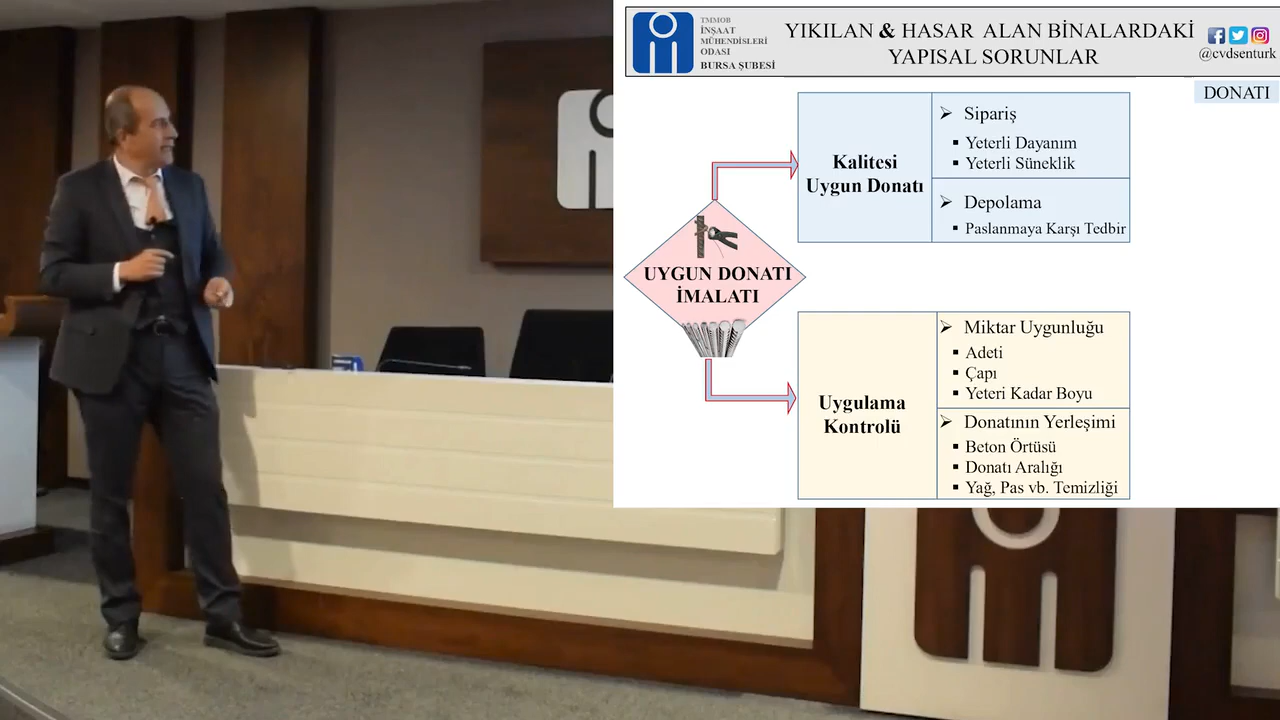 TMMOB
İNŞAAT
MÜHENDİSLERİ
ODASI
BURSA ŞUBESİ
YIKILAN & HASAR ALAN BİNALARDAKİ
YAPISAL SORUNLAR
@cvdsenturk
DONATI
Kalitesi
Uygun Donatı
➢ Sipariş
▪ Yeterli Dayanım
▪ Yeterli Süneklik
➢ Depolama
▪ Paslanmaya Karşı Tedbir
UYGUN DONATI
İMALATI
Uygulama
Kontrolü
➢ Miktar Uygunluğu
▪ Adeti
▪ Çapı
▪ Yeteri Kadar Boyu
➢ Donatının Yerleşimi
▪ Beton Örtüsü
▪ Donatı Aralığı
▪ Yağ, Pas vb. Temizliği